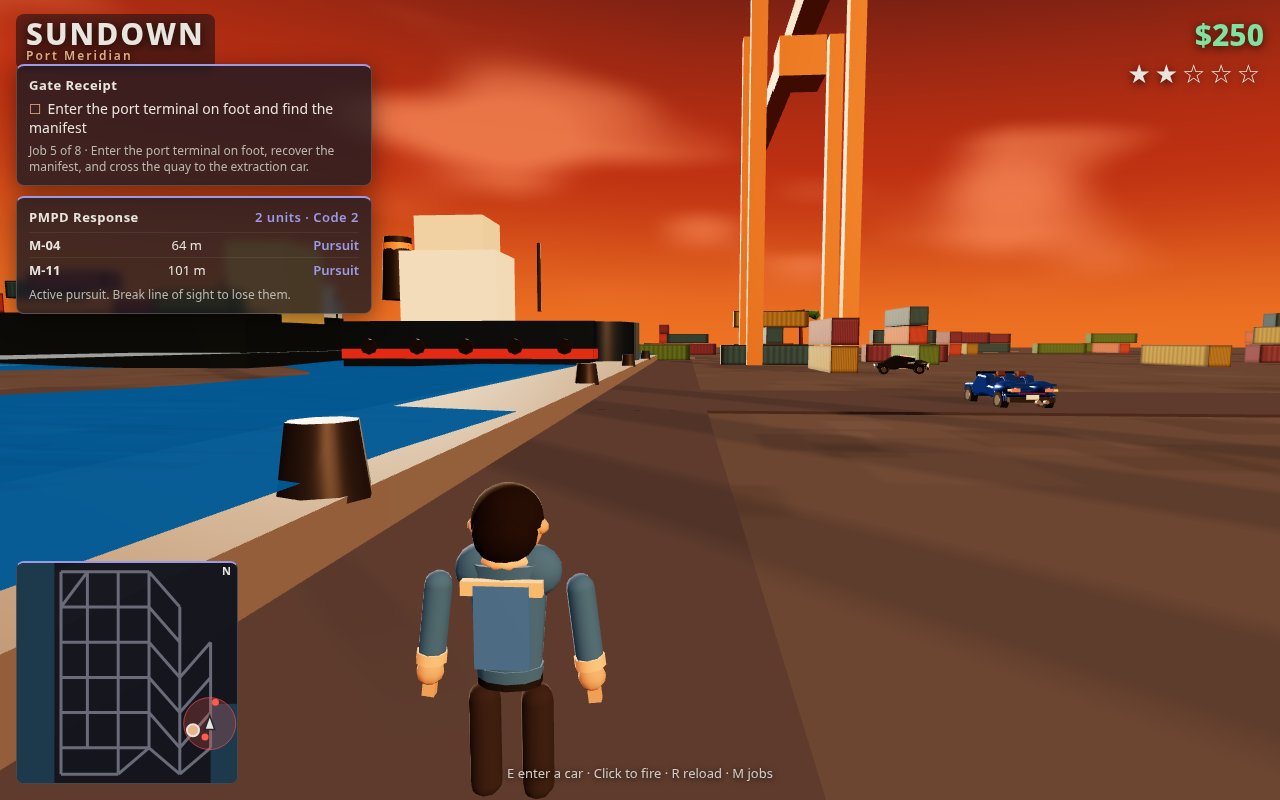 SUNDOWN
Port Meridian
$250
★★☆☆☆
Gate Receipt
☐ Enter the port terminal on foot and find the
manifest
Job 5 of 8 · Enter the port terminal on foot, recover the
manifest, and cross the quay to the extraction car.
PMPD Response 2 units · Code 2
M-04 64 m Pursuit
M-11 101 m Pursuit
Active pursuit. Break line of sight to lose them.
N
E enter a car · Click to fire · R reload · M jobs